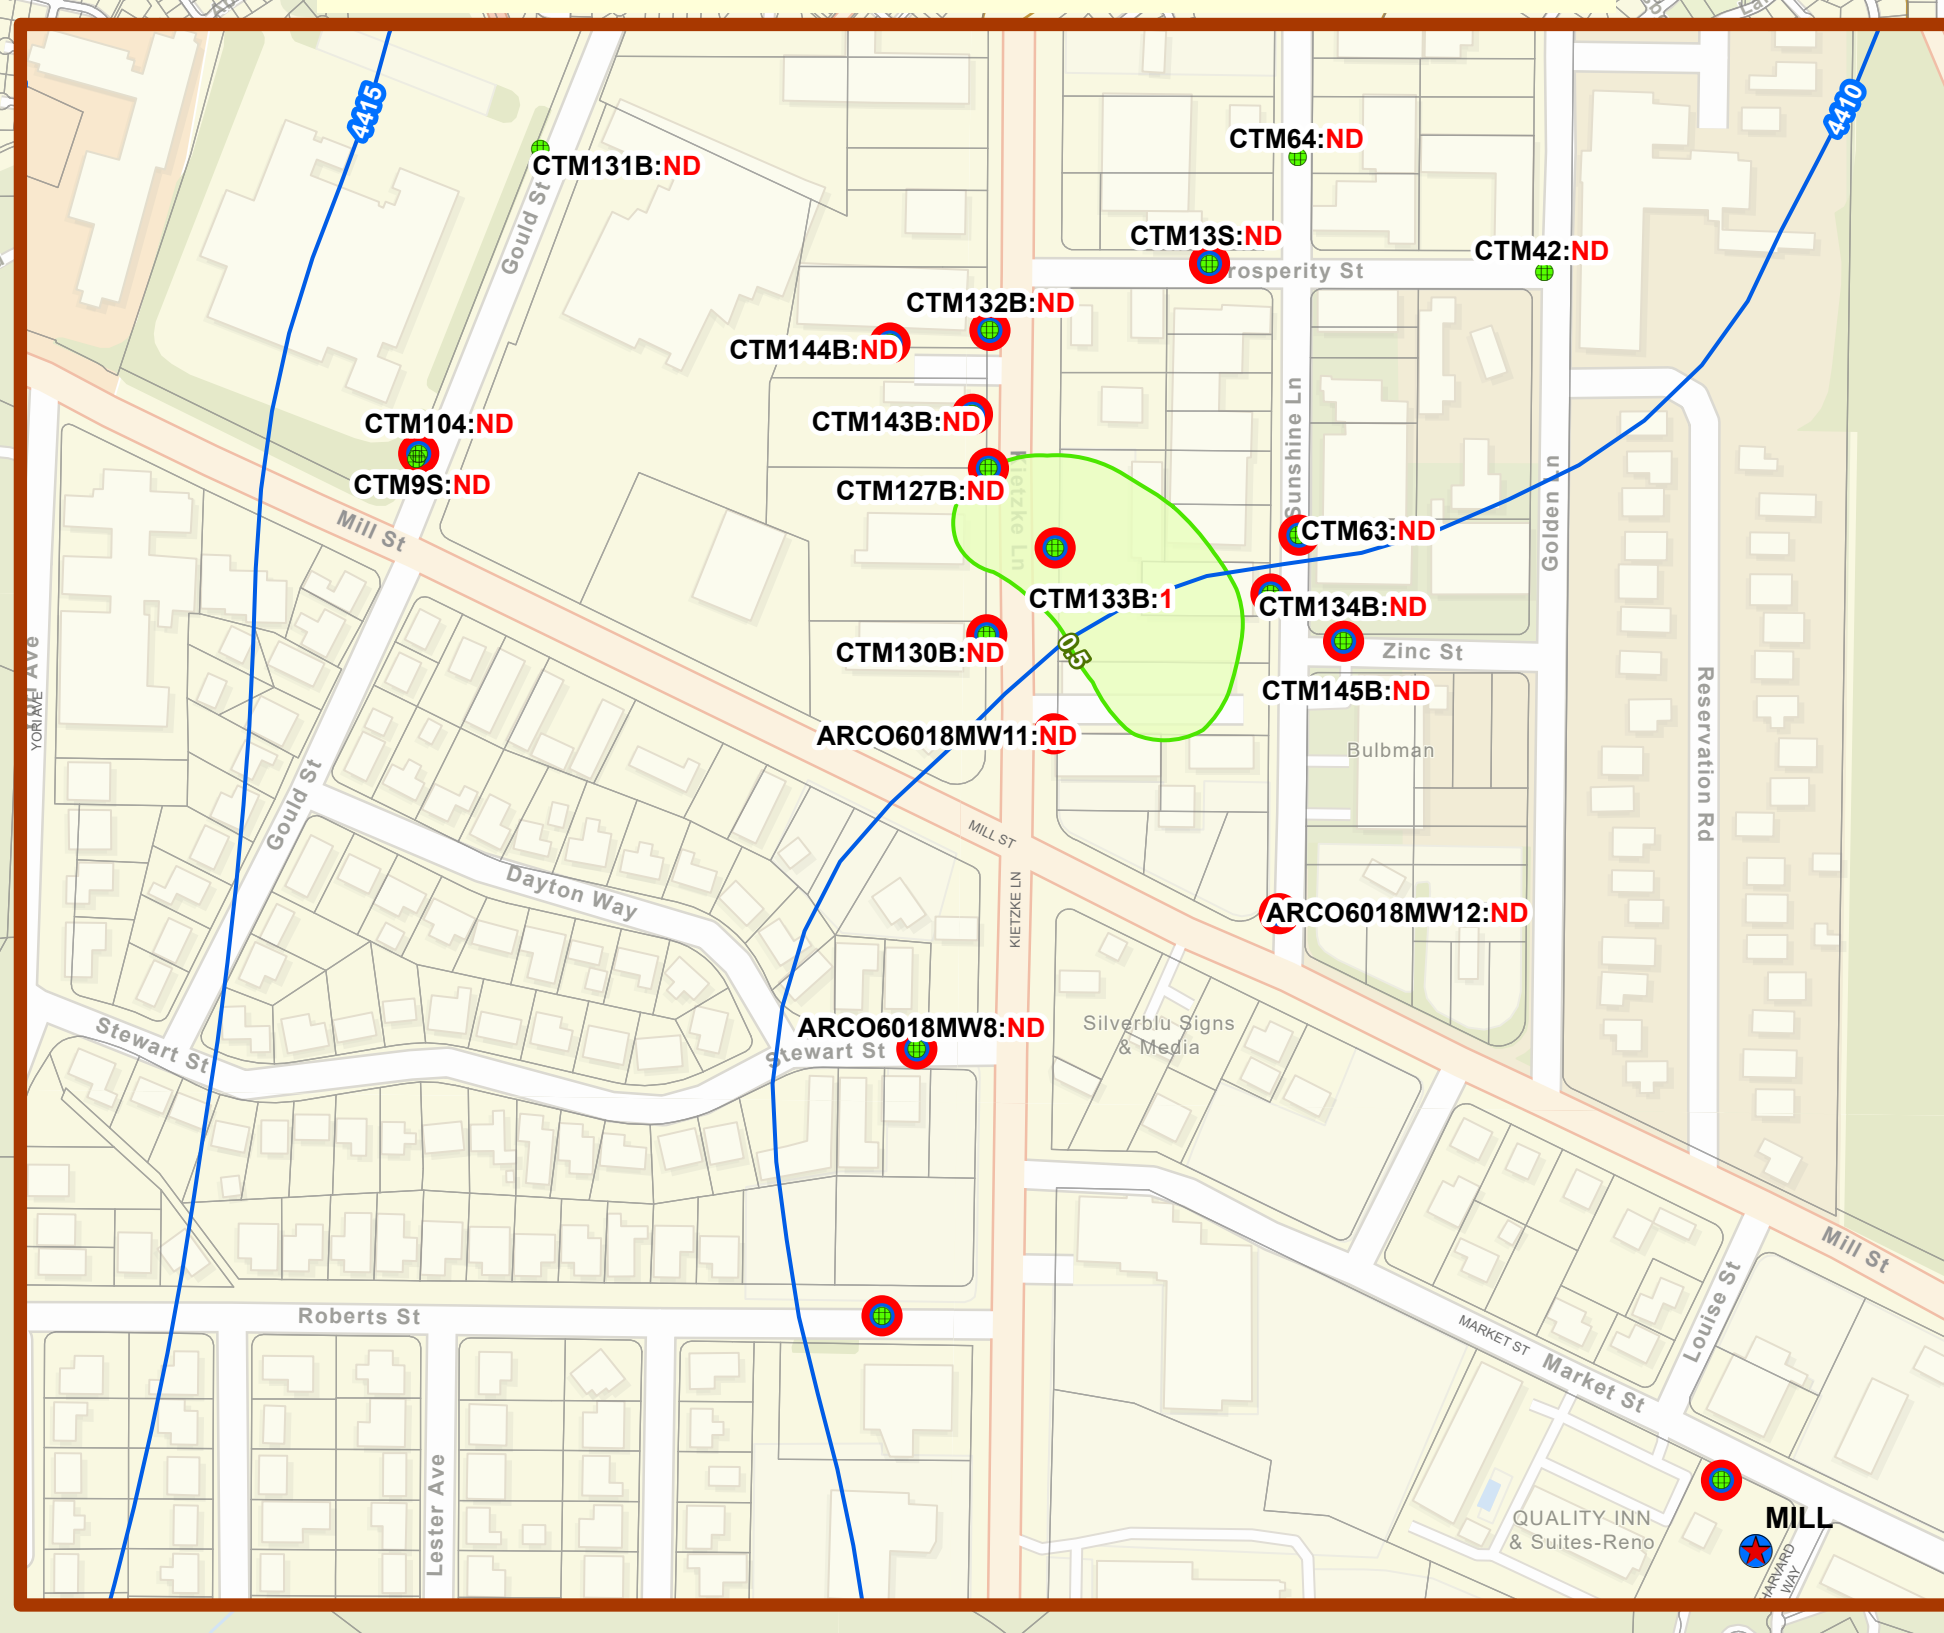 4415
4410
CTM64:ND
CTM131B:ND
Gould St
CTM13S:ND
CTM42:ND
rosperity St
CTM132B:ND
CTM144B:ND
CTM143B:ND
CTM104:ND
CTM9S:ND
CTM127B:ND
Kietzke Ln
Sunshine Ln
Golden Ln
Mill St
CTM63:ND
CTM133B:1
CTM134B:ND
CTM130B:ND
0.5
Zinc St
CTM145B:ND
YORI AVE
ARCO6018MW11:ND
Bulbman
Reservation Rd
Gould St
MILL ST
Dayton Way
KIETZKE LN
ARCO6018MW12:ND
Stewart St
ARCO6018MW8:ND
Stewart St
Silverblu Signs
& Media
Mill St
Roberts St
Louise St
MARKET ST
Market St
Lester Ave
QUALITY INN
& Suites-Reno
MILL
HARVARD
WAY